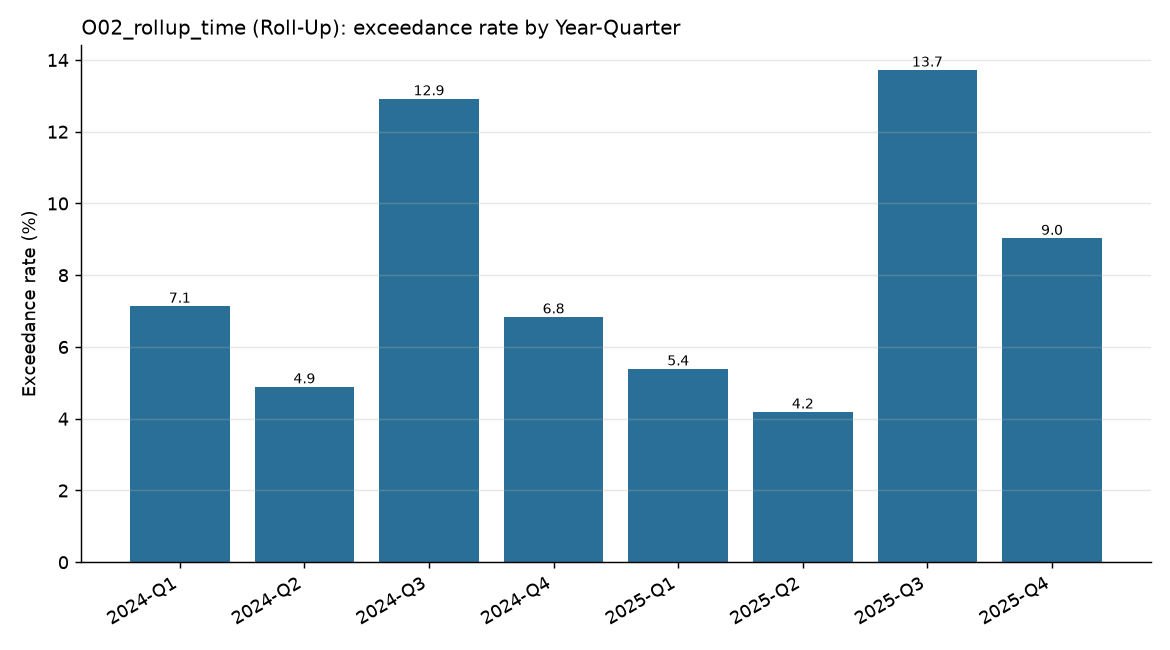 O02_rollup_time (Roll-Up): exceedance rate by Year-Quarter
Exceedance rate (%)
14
12
10
8
6
4
2
0
7.1
4.9
12.9
6.8
5.4
4.2
13.7
9.0
2024-Q1
2024-Q2
2024-Q3
2024-Q4
2025-Q1
2025-Q2
2025-Q3
2025-Q4